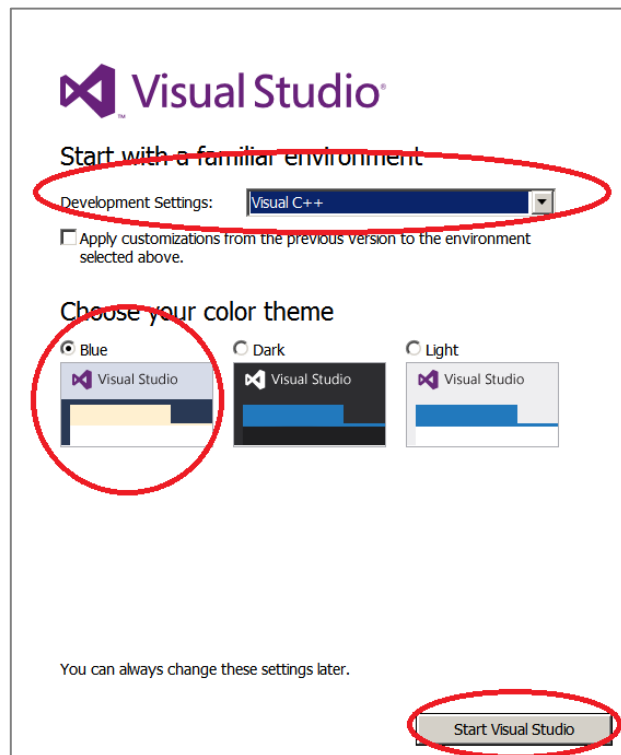 Visual Studio®
™
Start with a familiar environment
Development Settings: Visual C++
Apply customizations from the previous version to the environment
selected above.
Choose your color theme
Blue Dark Light
Visual Studio Visual Studio Visual Studio
You can always change these settings later.
Start Visual Studio